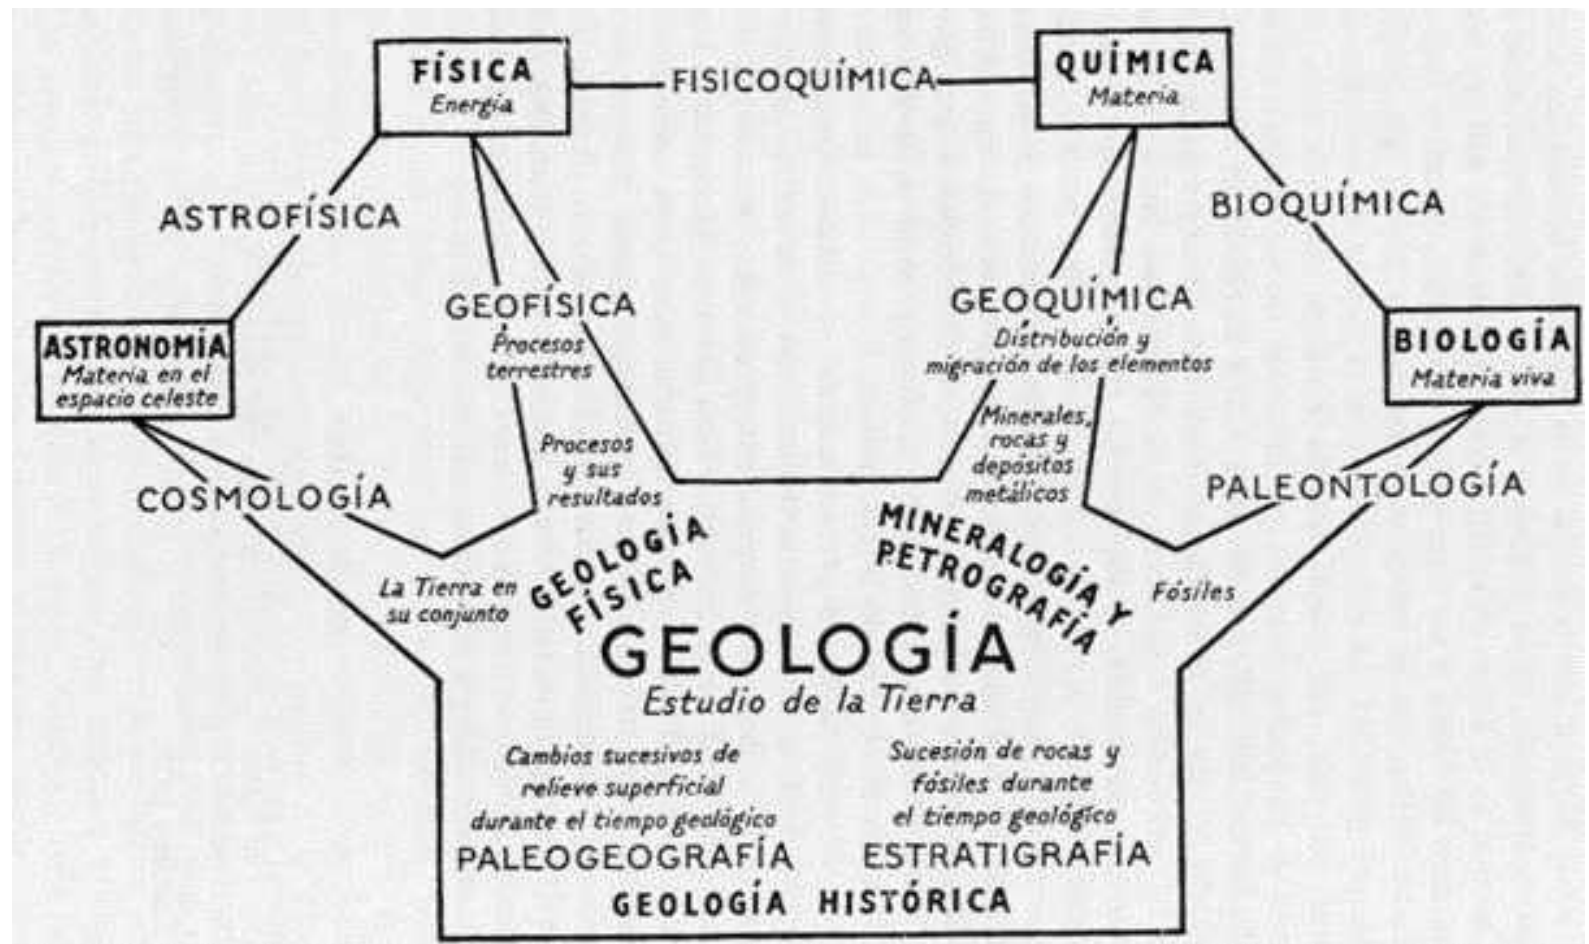 FÍSICA
Energía
FISICOQUÍMICA
QUÍMICA
Materia
ASTROFÍSICA
BIOQUÍMICA
GEOFÍSICA
Procesos
terrestres
GEOQUÍMICA
Distribución y
migración de los elementos
ASTRONOMÍA
Materia en el
espacio celeste
BIOLOGÍA
Materia viva
Procesos
y sus
resultados
Minerales,
rocas y
depósitos
metálicos
COSMOLOGÍA
PALEONTOLOGÍA
La Tierra en
su conjunto
GEOLOGÍA
FÍSICA
MINERALOGÍA Y
PETROGRAFÍA
Fósiles
GEOLOGÍA
Estudio de la Tierra
Cambios sucesivos de
relieve superficial
durante el tiempo geológico
PALEOGEOGRAFÍA
Sucesión de rocas y
fósiles durante
el tiempo geológico
ESTRATIGRAFÍA
GEOLOGÍA HISTÓRICA